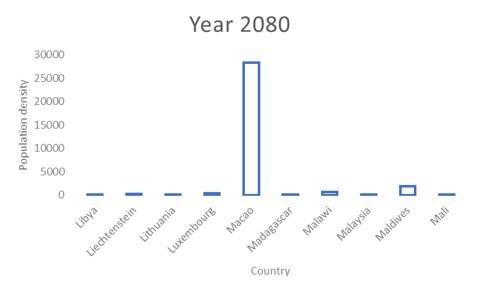 Year 2080
Population density
30000
25000
20000
15000
10000
5000
0
Libya
Liechtenstein
Lithuania
Luxembourg
Macao
Madagascar
Malawi
Malaysia
Maldives
Mali
Country